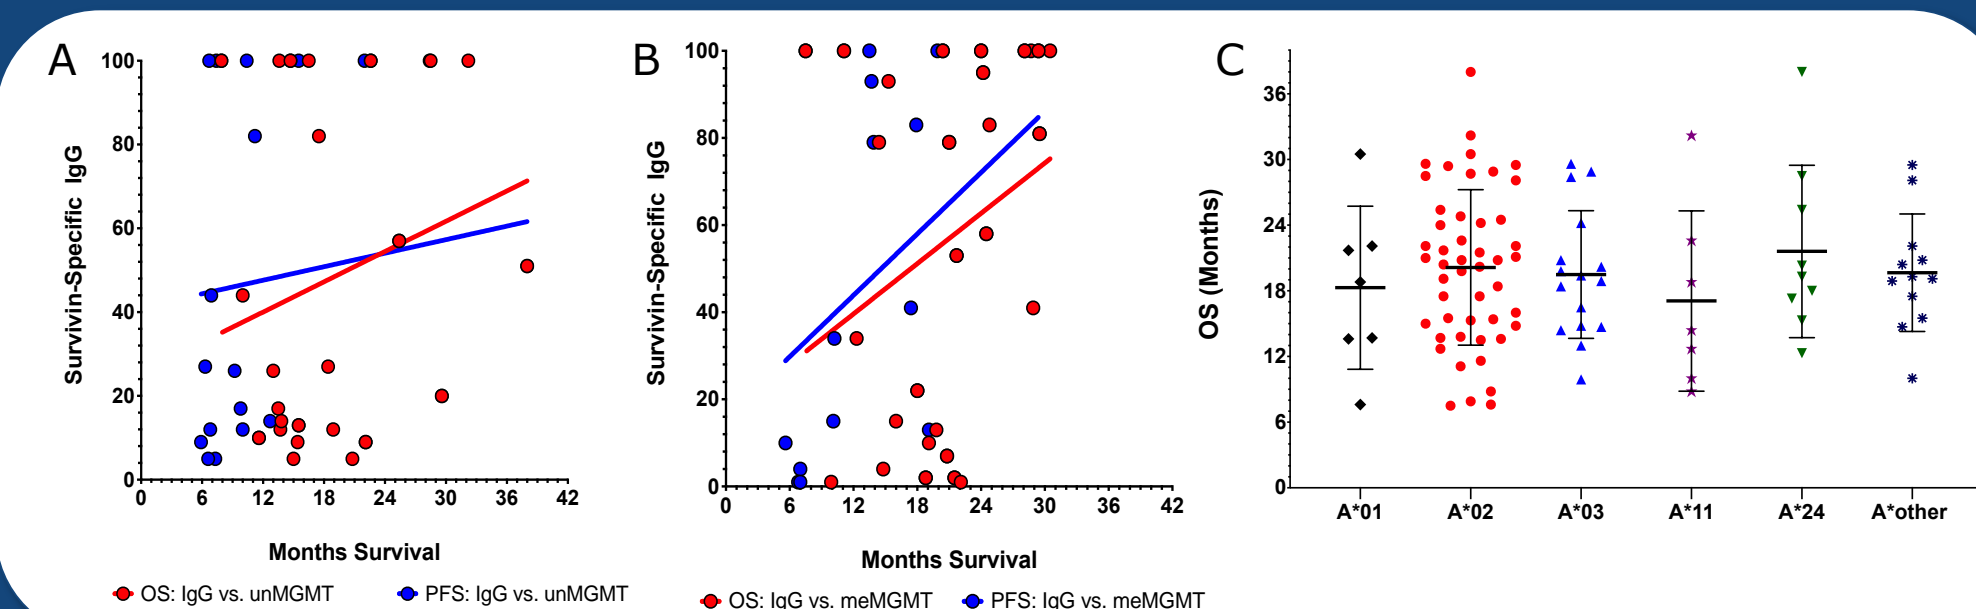 A
B
C
Survivin-Specific IgG
100
80
60
40
20
0
0 6 12 18 24 30 36 42
Months Survival
OS: IgG vs. unMGMT PFS: IgG vs. unMGMT
Survivin-Specific IgG
100
80
60
40
20
0
0 6 12 18 24 30 36 42
Months Survival
OS: IgG vs. meMGMT PFS: IgG vs. meMGMT
OS (Months)
36
30
24
18
12
6
0
A*01 A*02 A*03 A*11 A*24 A*other